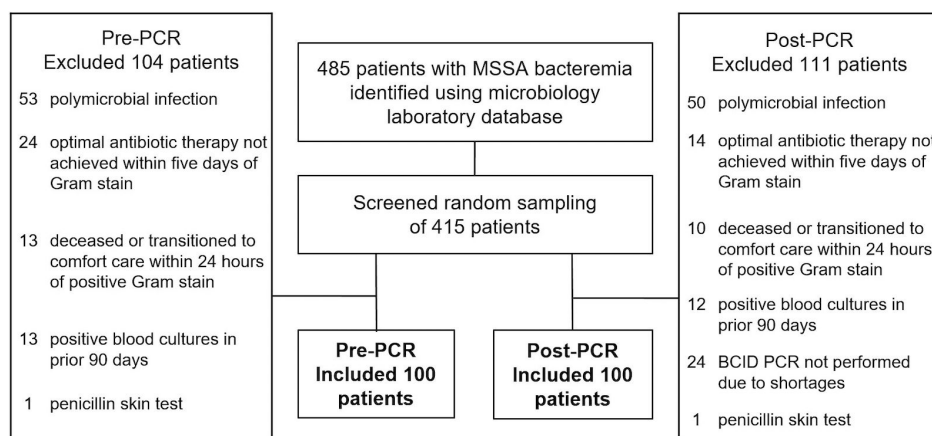 Pre-PCR
Excluded 104 patients
53 polymicrobial infection
24 optimal antibiotic therapy not
achieved within five days of
Gram stain
13 deceased or transitioned to
comfort care within 24 hours
of positive Gram stain
13 positive blood cultures in
prior 90 days
1 penicillin skin test
485 patients with MSSA bacteremia
identified using microbiology
laboratory database
Screened random sampling
of 415 patients
Pre-PCR
Included 100
patients
Post-PCR
Included 100
patients
Post-PCR
Excluded 111 patients
50 polymicrobial infection
14 optimal antibiotic therapy not
achieved within five days of
Gram stain
10 deceased or transitioned to
comfort care within 24 hours
of positive Gram stain
12 positive blood cultures in
prior 90 days
24 BCID PCR not performed
due to shortages
1 penicillin skin test